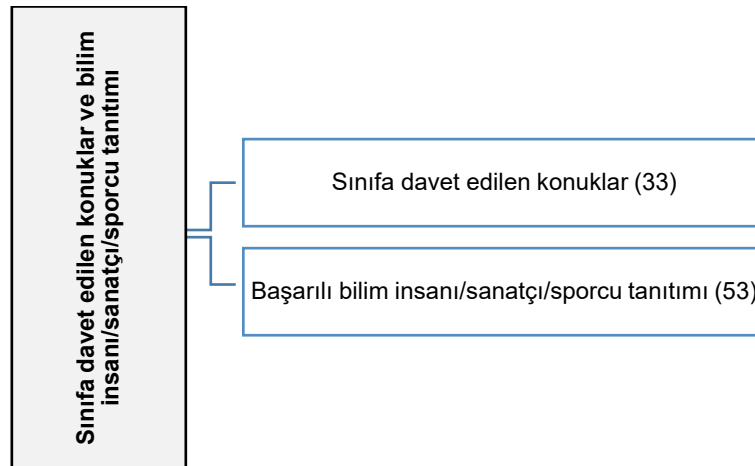 Sınıfa davet edilen konuklar ve bilim
insanı/sanatçı/sporcu tanıtımı
Sınıfa davet edilen konuklar (33)
Başarılı bilim insanı/sanatçı/sporcu tanıtımı (53)